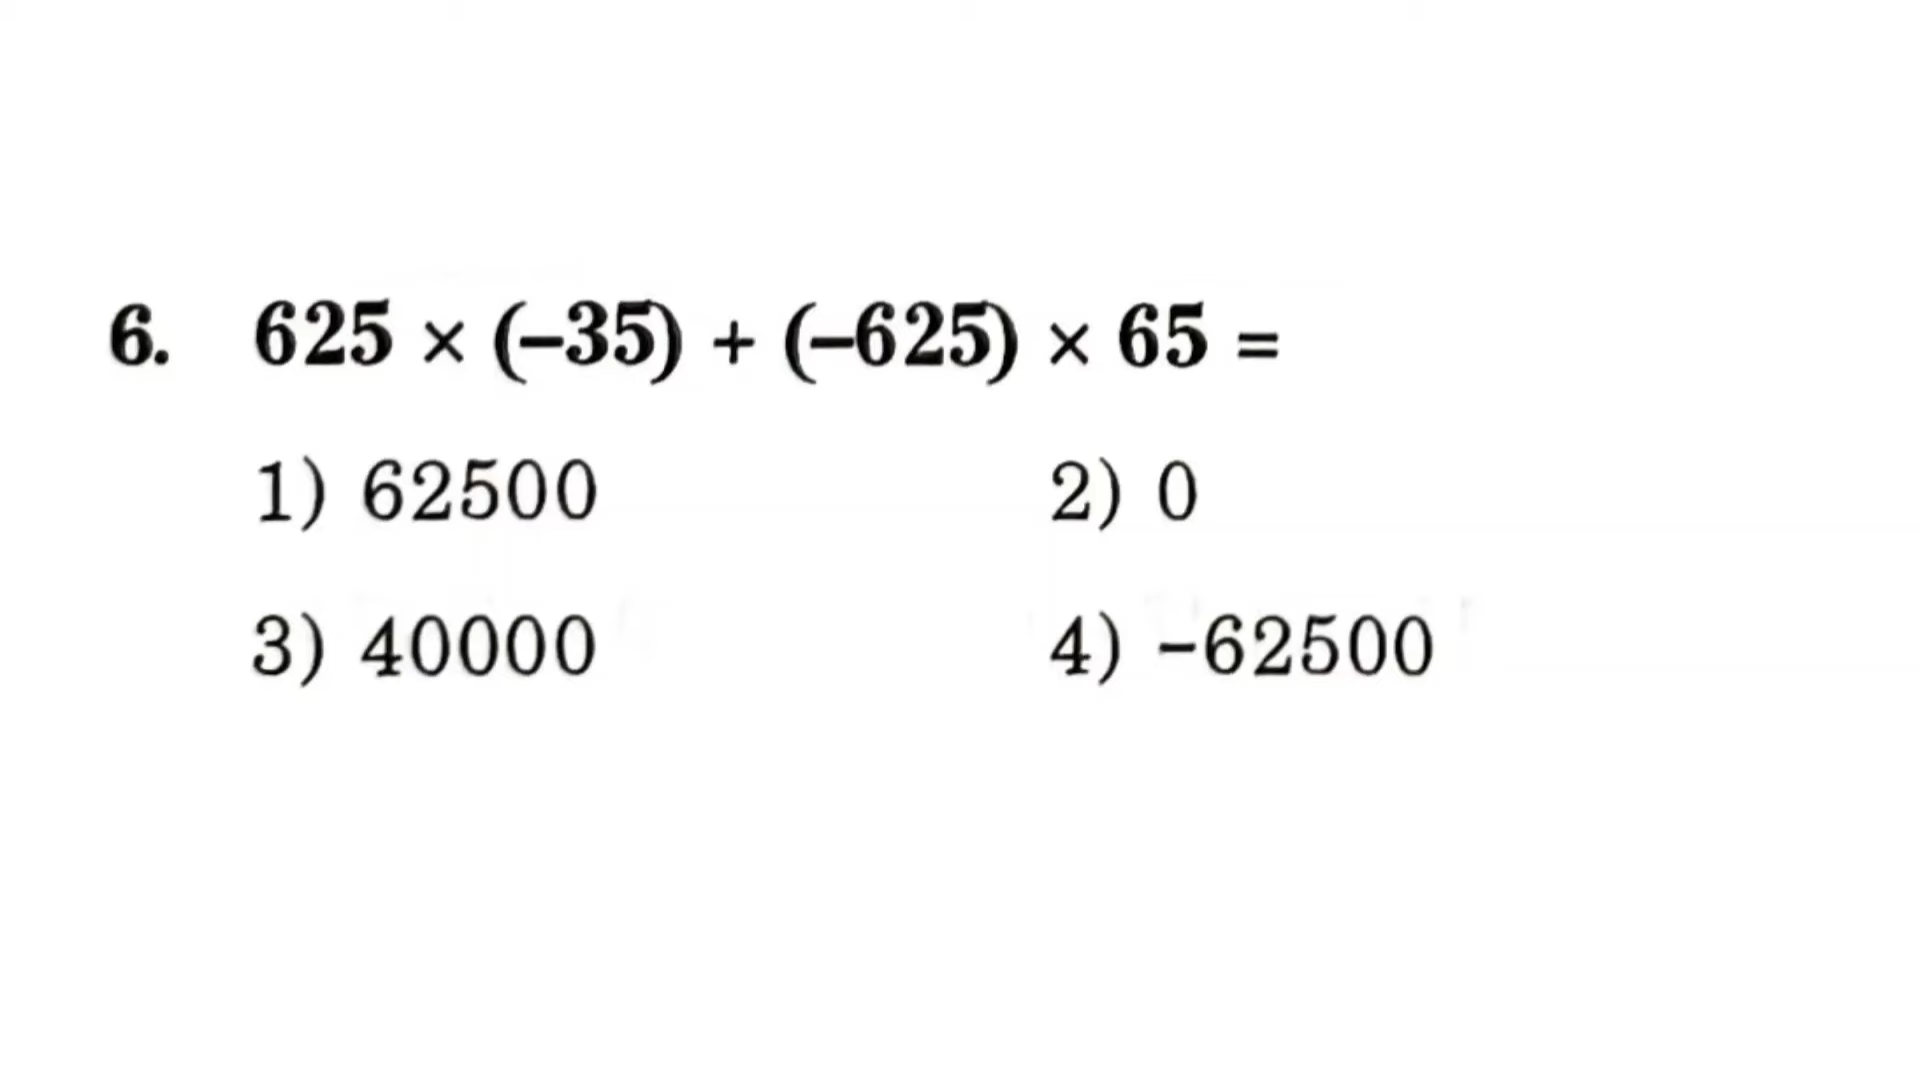 6. 625 × (–35) + (–625) × 65 =
1) 62500 2) 0
3) 40000 4) –62500